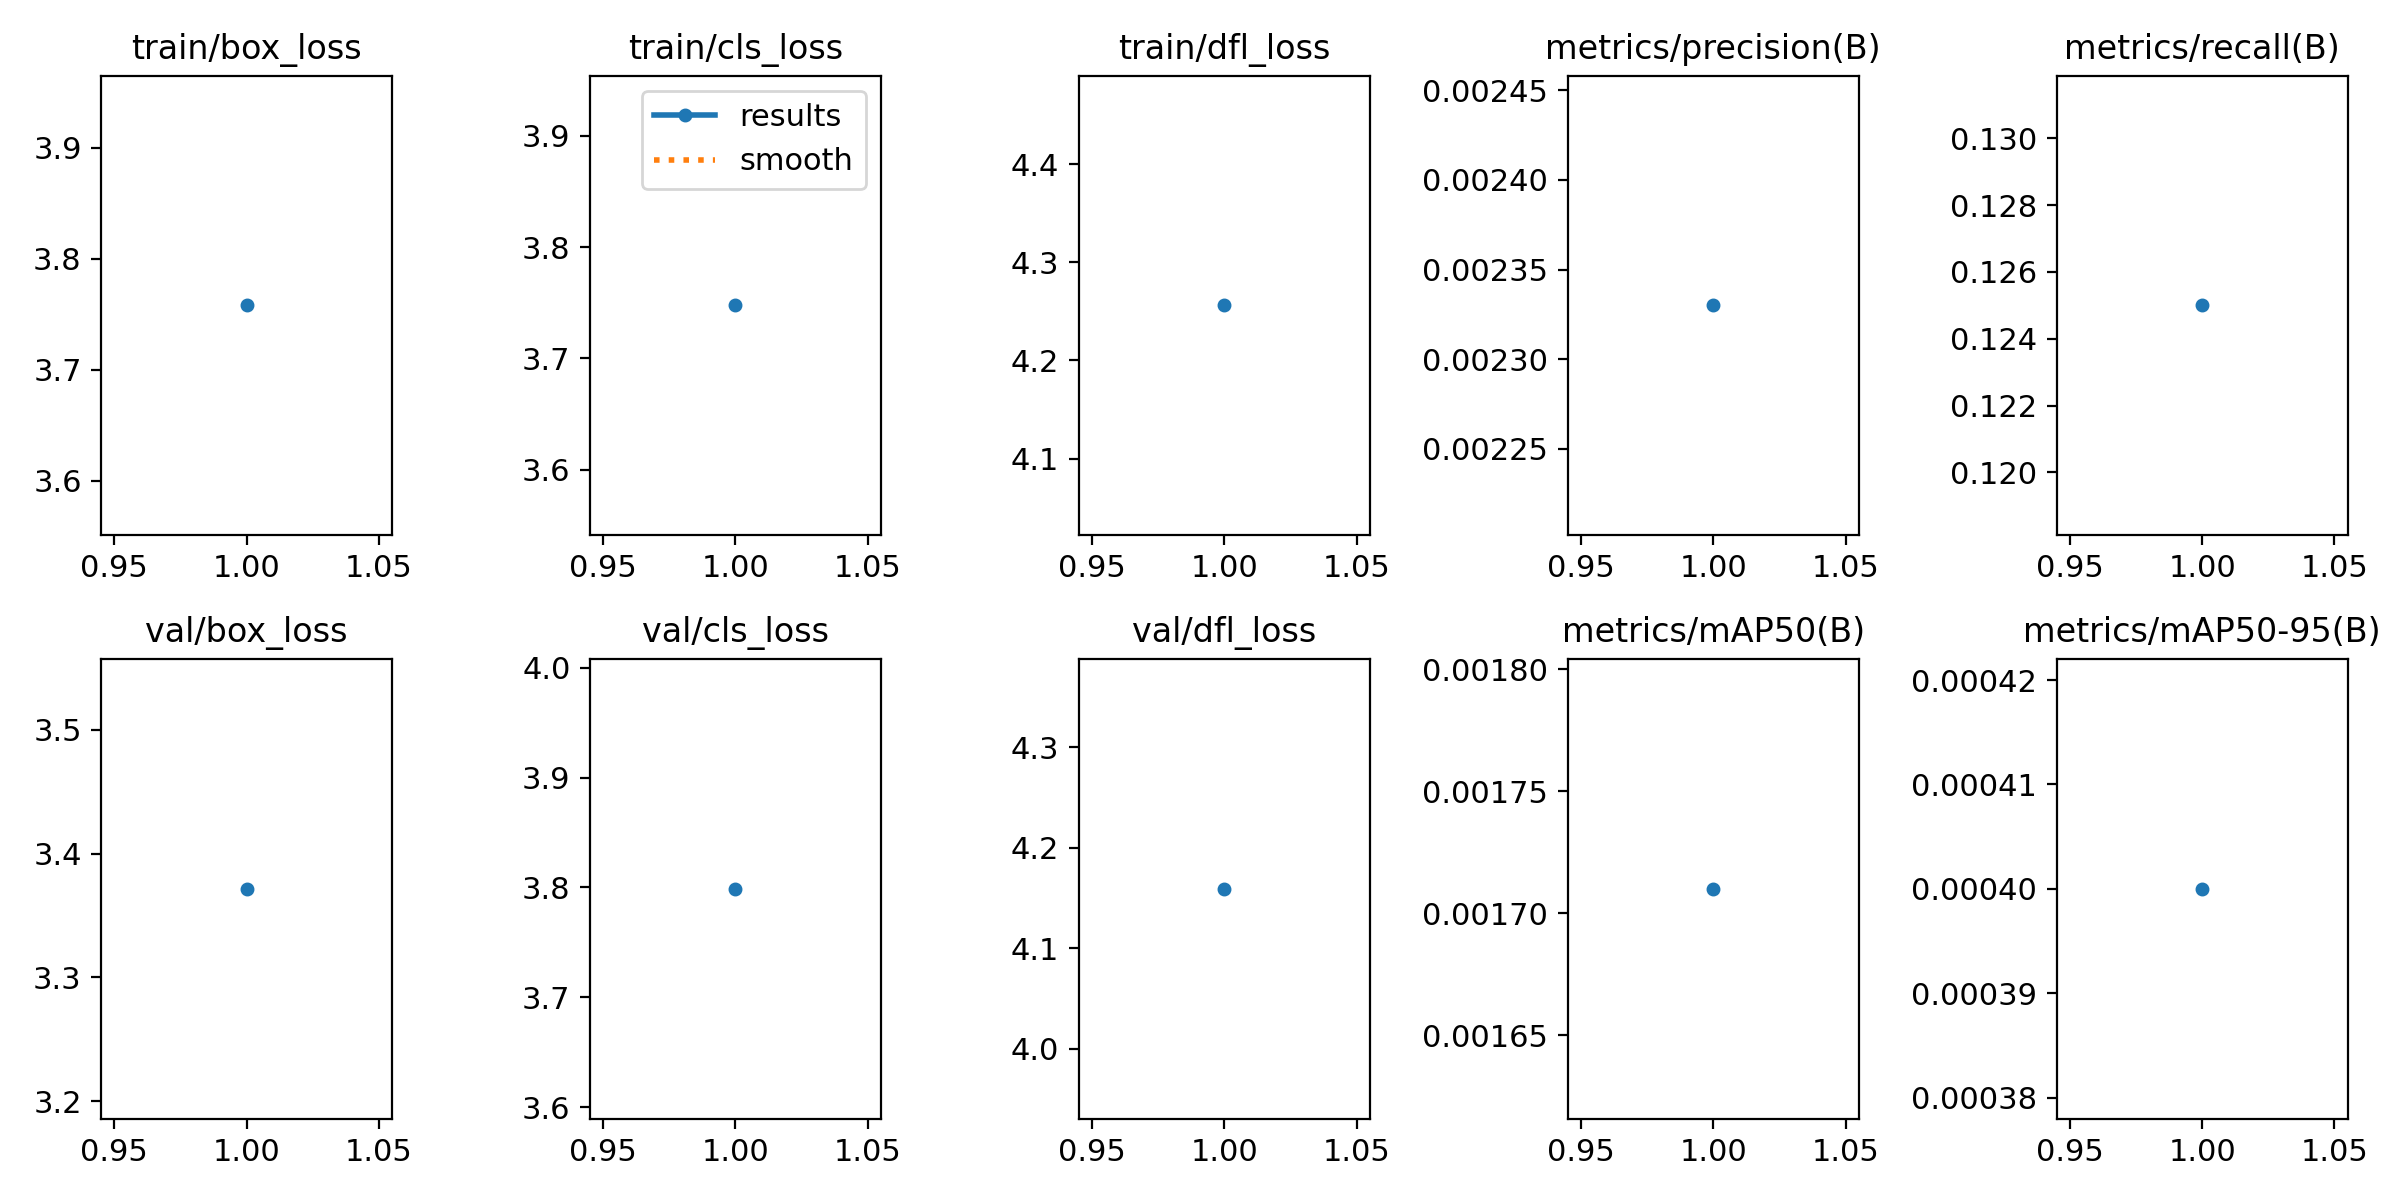 train/box_loss
train/cls_loss
train/dfl_loss
metrics/precision(B)
metrics/recall(B)
3.9
3.8
3.7
3.6
0.95 1.00 1.05
results
smooth
3.9
3.8
3.7
3.6
0.95 1.00 1.05
4.4
4.3
4.2
4.1
0.95 1.00 1.05
0.00245
0.00240
0.00235
0.00230
0.00225
0.95 1.00 1.05
0.130
0.128
0.126
0.124
0.122
0.120
0.95 1.00 1.05
val/box_loss
val/cls_loss
val/dfl_loss
metrics/mAP50(B)
metrics/mAP50-95(B)
3.5
3.4
3.3
3.2
0.95 1.00 1.05
4.0
3.9
3.8
3.7
3.6
0.95 1.00 1.05
4.3
4.2
4.1
4.0
0.95 1.00 1.05
0.00180
0.00175
0.00170
0.00165
0.95 1.00 1.05
0.00042
0.00041
0.00040
0.00039
0.00038
0.95 1.00 1.05